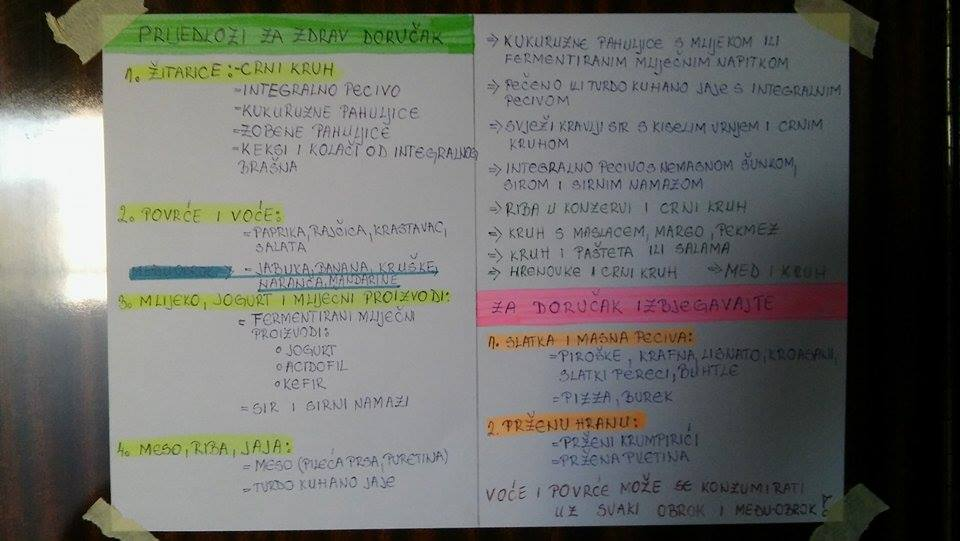 PRIJEDLOZI ZA ZDRAV DORUČAK
1. ŽITARICE: - CRNI KRUH
= INTEGRALNO PECIVO
= KUKURUZNE PAHULJICE
= ZOBENE PAHULJICE
= KEKSI I KOLAČI OD INTEGRALNOG
BRAŠNA
2. POVRĆE I VOĆE:
= PAPRIKA, RAJČICA, KRASTAVAC,
SALATA
MEĐUOBROK = JABUKA, BANANA, KRUŠKE,
NARANČA, MANDARINE
3. MLIJEKO, JOGURT I MLIJEČNI PROIZVODI:
= FERMENTIRANI MLIJEČNI
PROIZVODI:
o JOGURT
o ACIDOFIL
o KEFIR
= SIR I SIRNI NAMAZI
4. MESO, RIBA, JAJA:
= MESO (PILEĆA PRSA, PURETINA)
= TVRDO KUHANO JAJE
⇒ KUKURUZNE PAHULJICE S MLIJEKOM ILI
FERMENTIRANIM MLIJEČNIM NAPITKOM
⇒ PEČENO ILI TVRDO KUHANO JAJE S INTEGRALNIM
PECIVOM
⇒ SVJEŽI KRAVLJI SIR S KISELIM VRNJEM I CRNIM
KRUHOM
⇒ INTEGRALNO PECIVO S NEMASNOM ŠUNKOM,
SIROM I SIRNIM NAMAZOM
⇒ RIBA U KONZERVI I CRNI KRUH
⇒ KRUH S MASLACEM, MARGO, PEKMEZ
⇒ KRUH I PAŠTETA ILI SALAMA
⇒ HRENOVKE I CRNI KRUH ⇒ MED I KRUH
ZA DORUČAK IZBJEGAVAJTE
1. SLATKA I MASNA PECIVA:
= PIROŠKE, KRAFNA, LISNATO, KROASANI,
SLATKI PERECI, BUHTLE
= PIZZA, BUREK
2. PRŽENU HRANU:
= PRŽENI KRUMPIRIĆI
= PRŽENA PILETINA
VOĆE I POVRĆE MOŽE SE KONZUMIRATI
UZ SVAKI OBROK I MEĐU-OBROK!